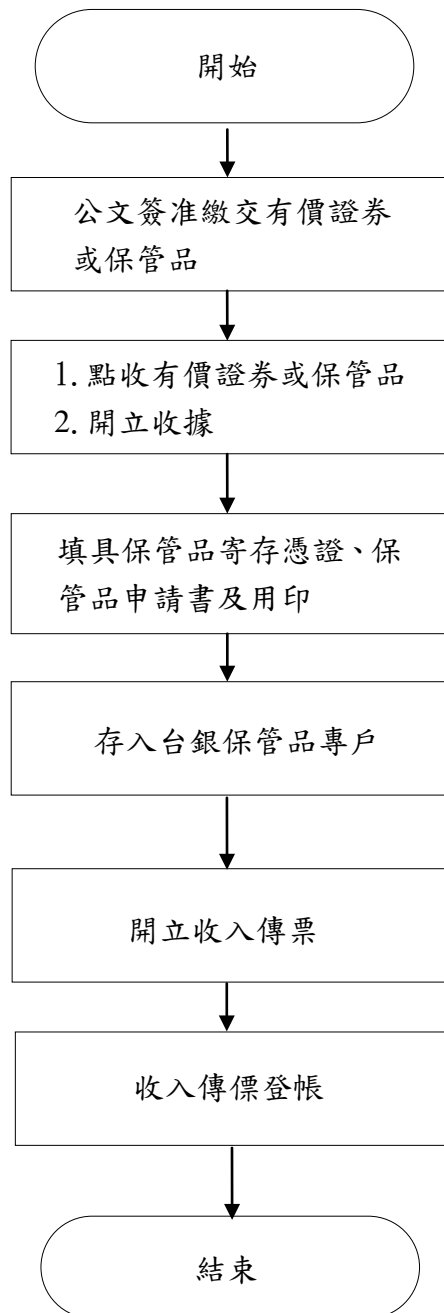 開始
公文簽准繳交有價證券
或保管品
1. 點收有價證券或保管品
2. 開立收據
填具保管品寄存憑證、保
管品申請書及用印
存入台銀保管品專戶
開立收入傳票
收入傳僄登帳
結束